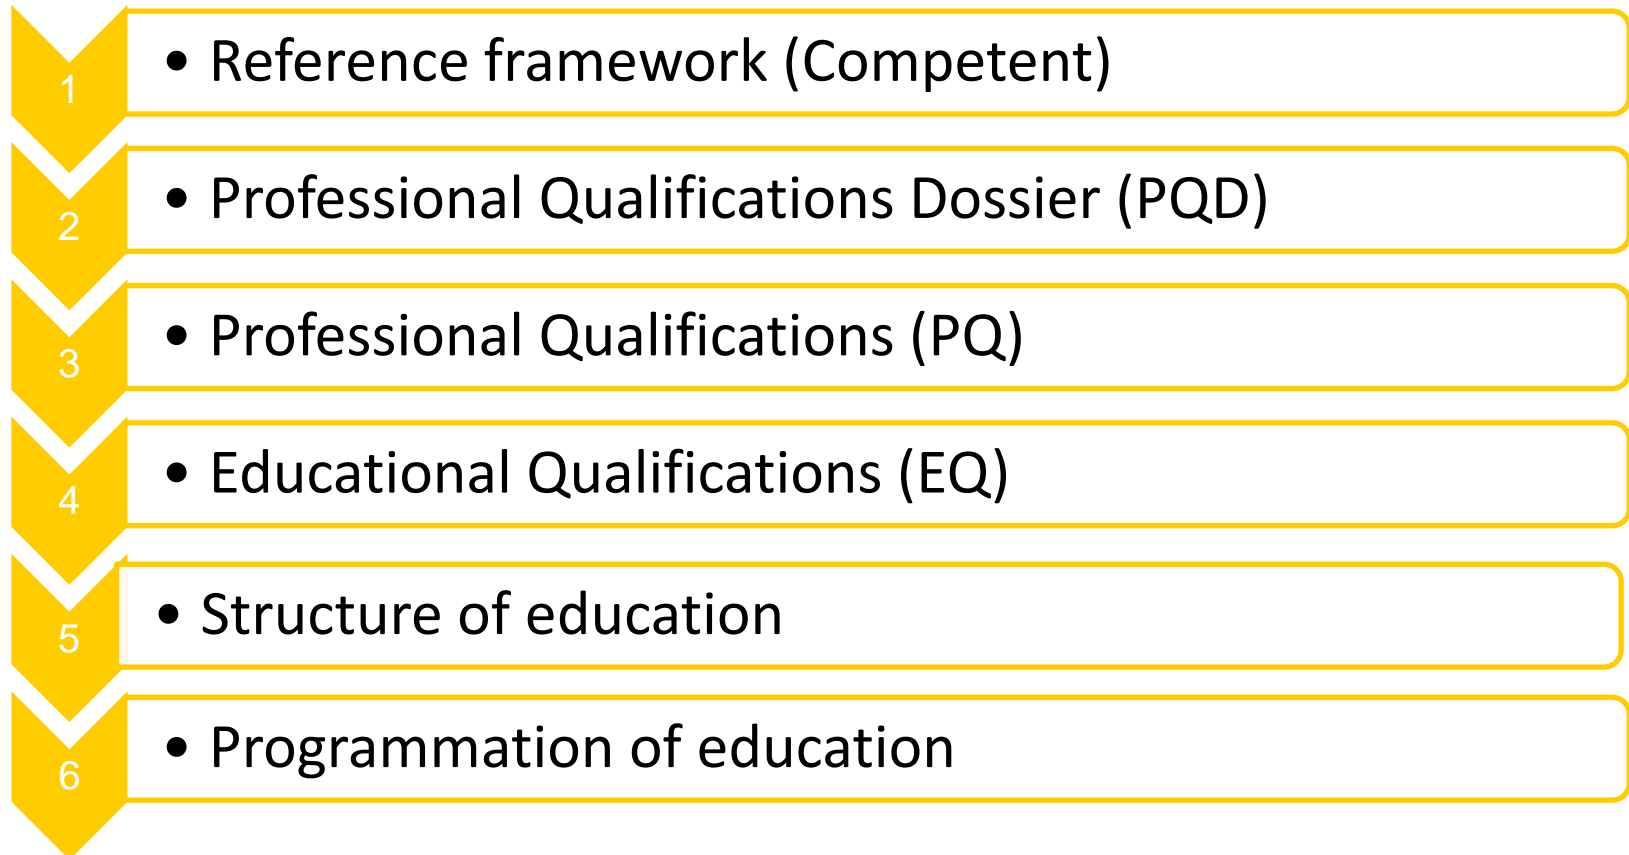 1
• Reference framework (Competent)
2
• Professional Qualifications Dossier (PQD)
3
• Professional Qualifications (PQ)
4
• Educational Qualifications (EQ)
5
• Structure of education
6
• Programmation of education